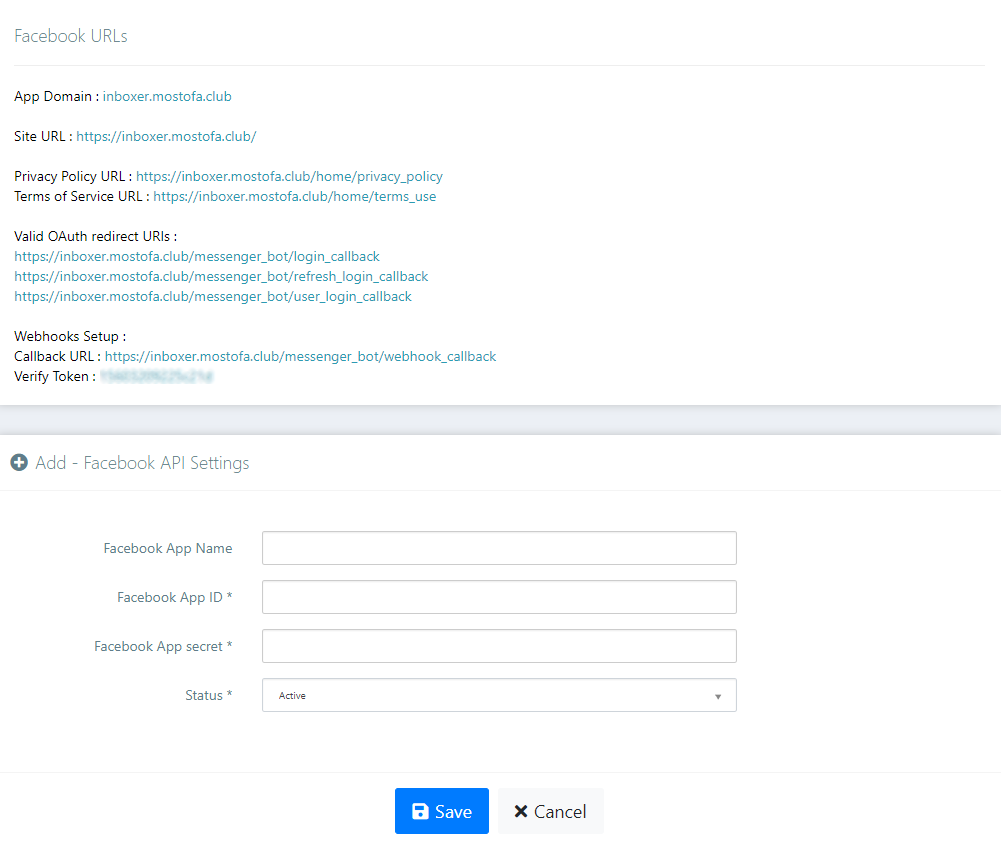 Facebook URLs
App Domain : inboxer.mostofa.club
Site URL : https://inboxer.mostofa.club/
Privacy Policy URL : https://inboxer.mostofa.club/home/privacy_policy
Terms of Service URL : https://inboxer.mostofa.club/home/terms_use
Valid OAuth redirect URIs :
https://inboxer.mostofa.club/messenger_bot/login_callback
https://inboxer.mostofa.club/messenger_bot/refresh_login_callback
https://inboxer.mostofa.club/messenger_bot/user_login_callback
Webhooks Setup :
Callback URL : https://inboxer.mostofa.club/messenger_bot/webhook_callback
Verify Token :
Add - Facebook API Settings
Facebook App Name
Facebook App ID *
Facebook App secret *
Status * Active
Save Cancel